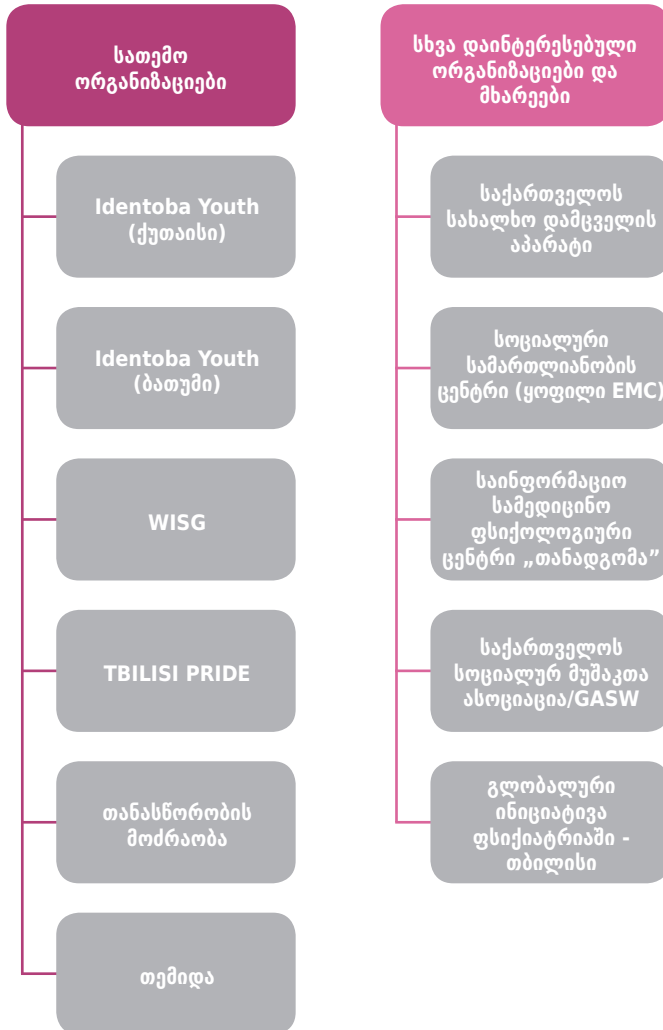 სათემო
ორგანიზაციები
Identoba Youth
(ქუთაისი)
Identoba Youth
(ბათუმი)
WISG
TBILISI PRIDE
თანასწორობის
მოძრაობა
თემიდა
სხვა დაინტერესებული
ორგანიზაციები და
მხარეები
საქართველოს
სახალხო დამცველის
აპარატი
სოციალური
სამართლიანობის
ცენტრი (ყოფილი EMC)
საინფორმაციო
სამედიცინო
ფსიქოლოგიური
ცენტრი „თანადგომა”
საქართველოს
სოციალურ მუშაკთა
ასოციაცია/GASW
გლობალური
ინიციატივა
ფსიქიატრიაში -
თბილისი